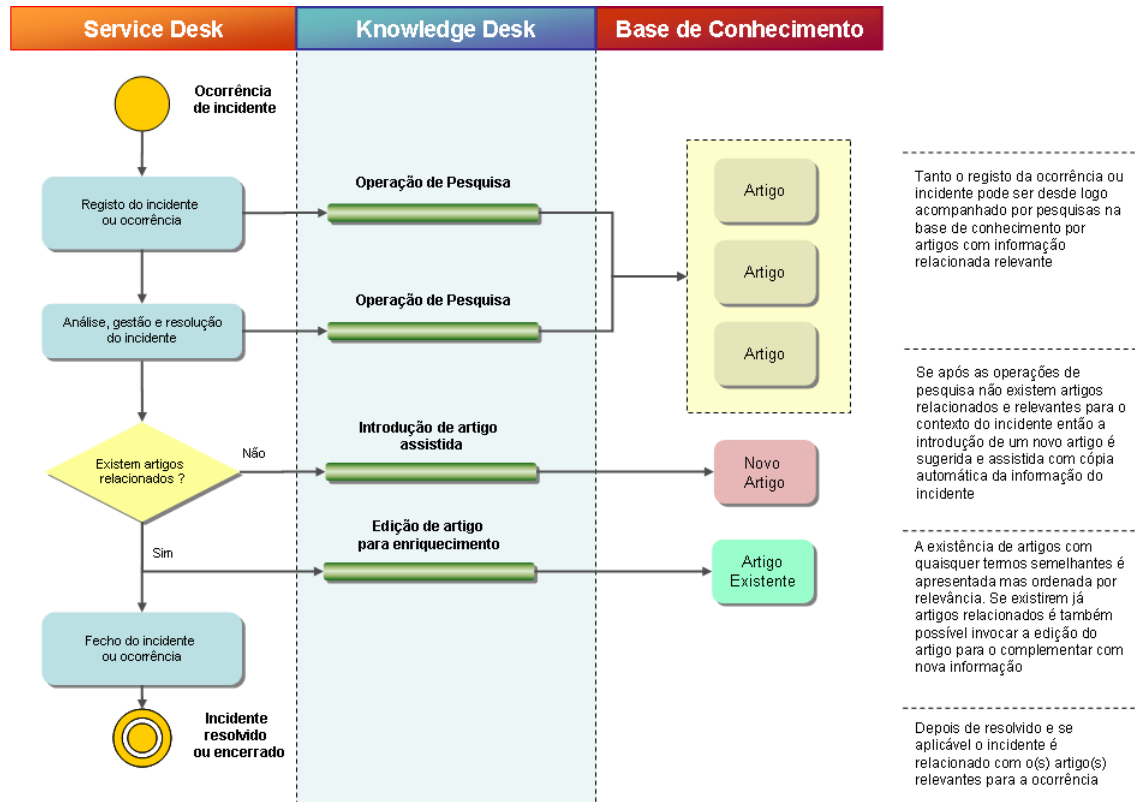 Service Desk
Knowledge Desk
Base de Conhecimento
Ocorrência
de incidente
Registo do incidente
ou ocorrência
Operação de Pesquisa
Artigo
Artigo
Artigo
Análise, gestão e resolução
do incidente
Operação de Pesquisa
Existem artigos
relacionados ?
Não
Introdução de artigo
assistida
Novo
Artigo
Sim
Edição de artigo
para enriquecimento
Artigo
Existente
Fecho do incidente
ou ocorrência
Incidente
resolvido
ou encerrado
Tanto o registo da ocorrência ou
incidente pode ser desde logo
acompanhado por pesquisas na
base de conhecimento por
artigos com informação
relacionada relevante
Se após as operações de
pesquisa não existem artigos
relacionados e relevantes para o
contexto do incidente então a
introdução de um novo artigo é
sugerida e assistida com cópia
automática da informação do
incidente
A existência de artigos com
quaisquer termos semelhantes é
apresentada mas ordenada por
relevância. Se existirem já
artigos relacionados é também
possível invocar a edição do
artigo para o complementar com
nova informação
Depois de resolvido e se
aplicável o incidente é
relacionado com o(s) artigo(s)
relevantes para a ocorrência